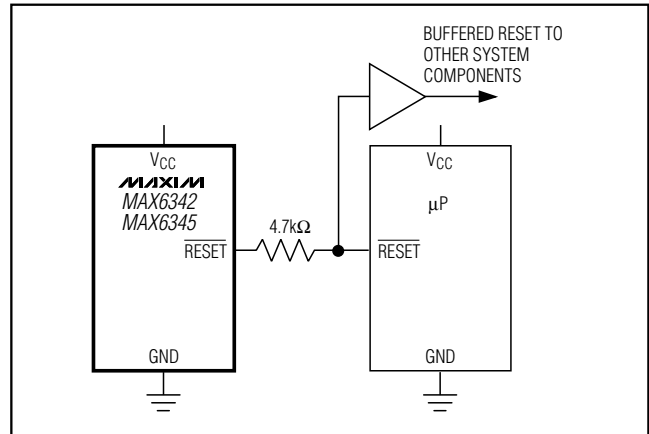 BUFFERED RESET TO
OTHER SYSTEM
COMPONENTS
VCC
MAXIM
MAX6342
MAX6345
RESET
GND
4.7kΩ
VCC
μP
RESET
GND